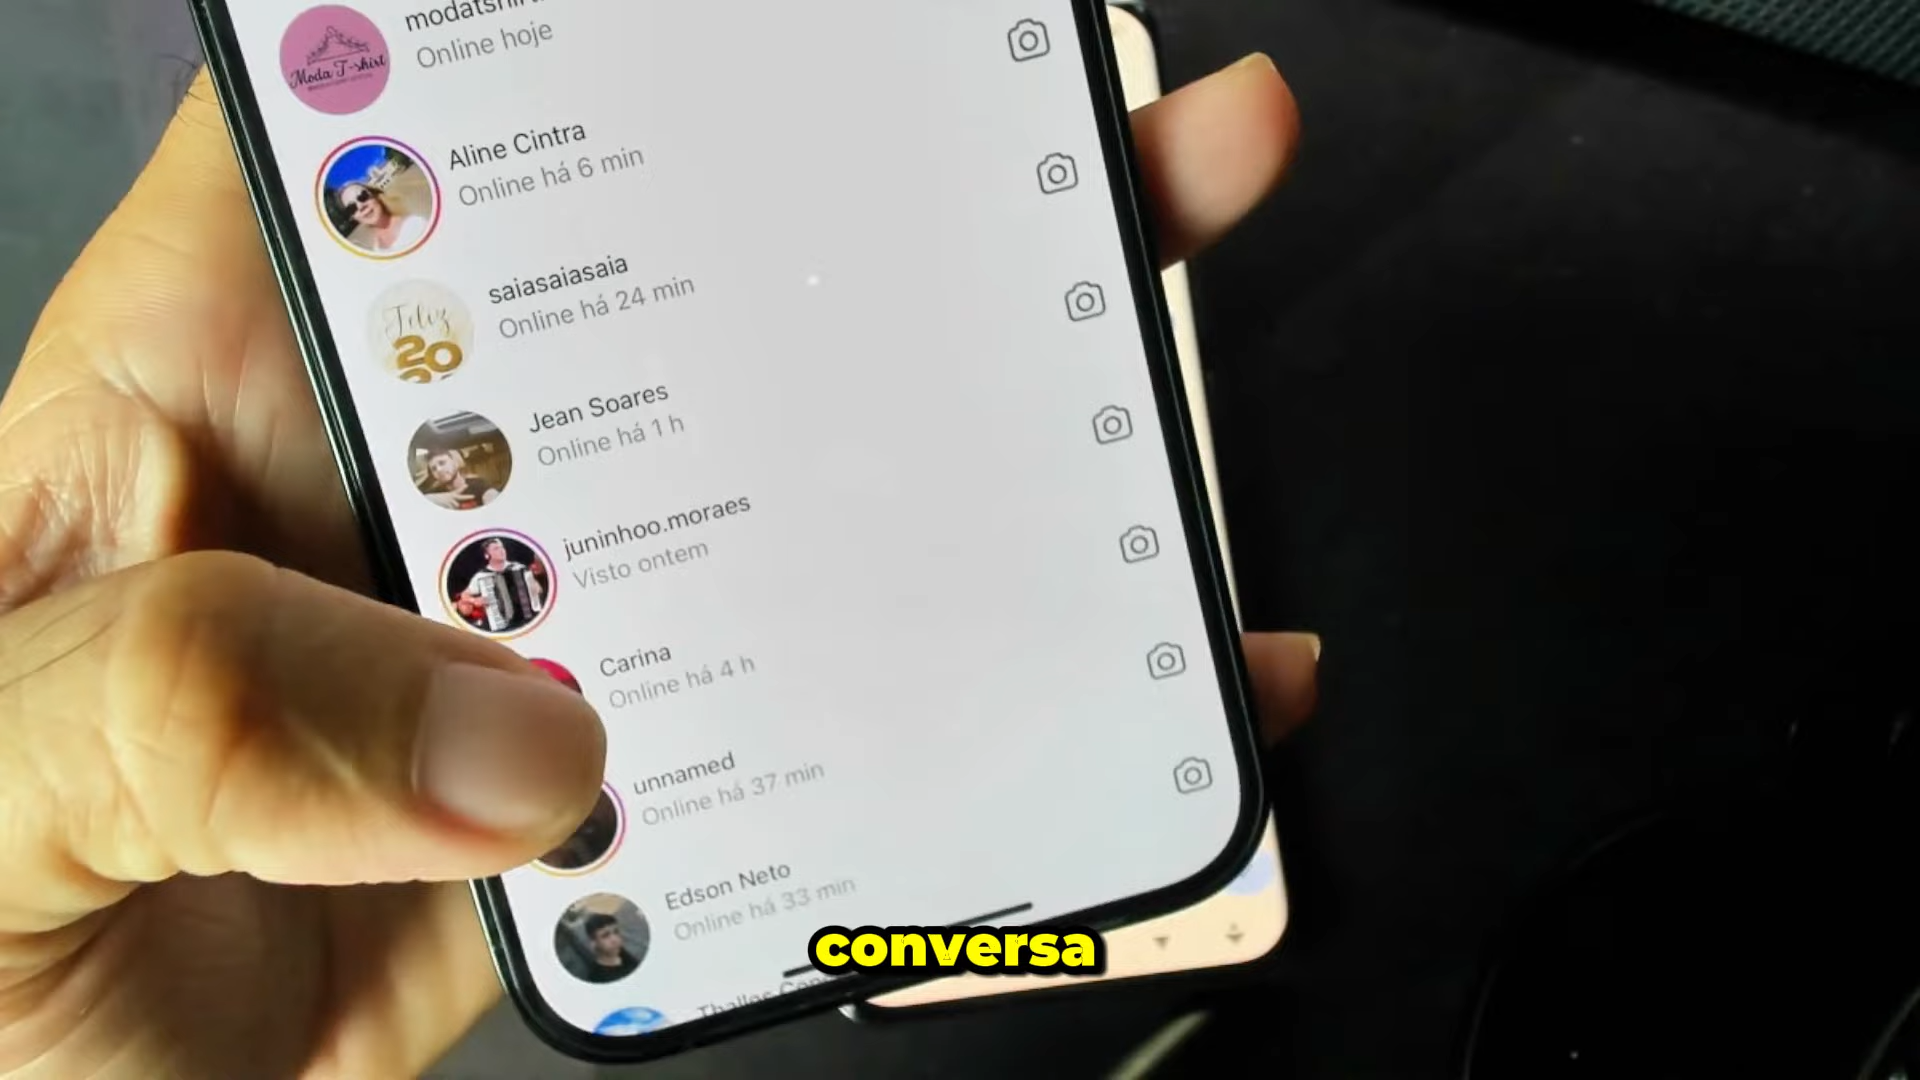 Moda T-shirt
Online hoje
Aline Cintra
Online há 6 min
Feliz
20
saiasaiasaia
Online há 24 min
Jean Soares
Online há 1 h
juninhoo.moraes
Visto ontem
Carina
Online há 4 h
unnamed
Online há 37 min
Edson Neto
Online há 33 min
conversa